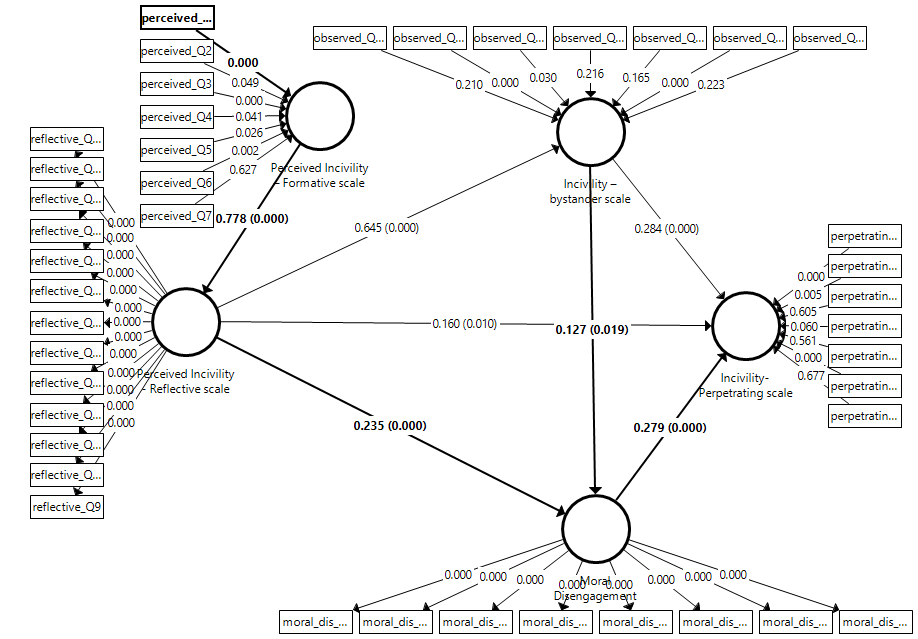 perceived_...
perceived_Q2
perceived_Q3
perceived_Q4
perceived_Q5
perceived_Q6
perceived_Q7
0.000
0.049
0.000
0.041
0.026
0.002
0.627
Perceived Incivility
– Formative scale
observed_Q...
observed_Q...
observed_Q...
observed_Q...
observed_Q...
observed_Q...
observed_Q...
0.210
0.000
0.030
0.216
0.165
0.000
0.223
Incivility –
bystander scale
reflective_Q...
reflective_Q...
reflective_Q...
reflective_Q...
reflective_Q...
reflective_Q...
reflective_Q...
reflective_Q...
reflective_Q...
reflective_Q...
reflective_Q...
reflective_Q...
reflective_Q9
0.000
0.000
0.000
0.000
0.000
0.000
0.000
0.000
0.000
0.000
0.000
0.000
0.000
Perceived Incivility
- Reflective scale
0.778 (0.000)
0.645 (0.000)
0.284 (0.000)
0.160 (0.010)
0.127 (0.019)
0.235 (0.000)
0.279 (0.000)
perpetratin...
perpetratin...
perpetratin...
perpetratin...
perpetratin...
perpetratin...
perpetratin...
0.000
0.005
0.605
0.060
0.561
0.000
0.677
Incivility-
Perpetrating scale
0.000
0.000
0.000
0.000
0.000
0.000
0.000
0.000
Moral
Disengagement
moral_dis_...
moral_dis_...
moral_dis_...
moral_dis_...
moral_dis_...
moral_dis_...
moral_dis_...
moral_dis_...